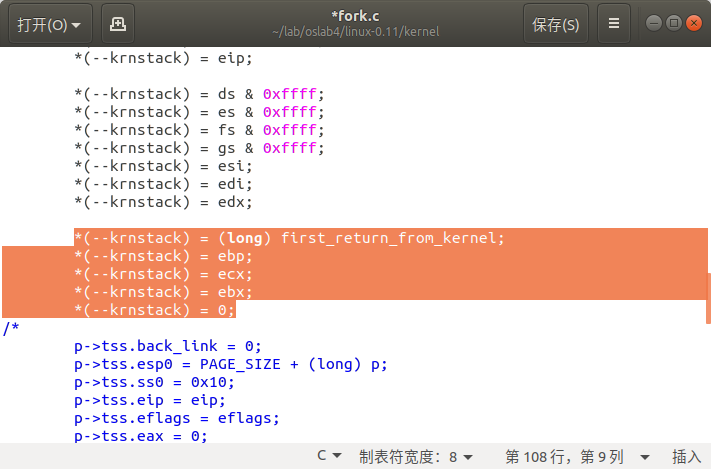 打开(O)
*fork.c
~/lab/oslab4/linux-0.11/kernel
保存(S)
*(--krnstack) = eip;
*(--krnstack) = ds & 0xffff;
*(--krnstack) = es & 0xffff;
*(--krnstack) = fs & 0xffff;
*(--krnstack) = gs & 0xffff;
*(--krnstack) = esi;
*(--krnstack) = edi;
*(--krnstack) = edx;
*(--krnstack) = (long) first_return_from_kernel;
*(--krnstack) = ebp;
*(--krnstack) = ecx;
*(--krnstack) = ebx;
*(--krnstack) = 0;
/*
p->tss.back_link = 0;
p->tss.esp0 = PAGE_SIZE + (long) p;
p->tss.ss0 = 0x10;
p->tss.eip = eip;
p->tss.eflags = eflags;
p->tss.eax = 0;
C 制表符宽度：8 第 108 行，第 9 列 插入